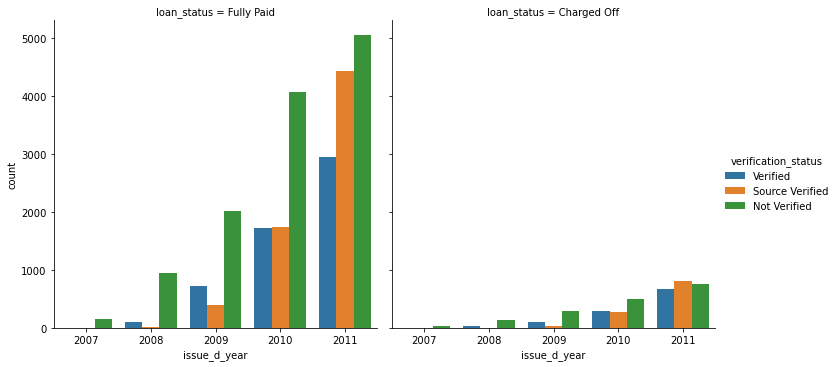 loan_status = Fully Paid
loan_status = Charged Off
5000
4000
3000
2000
1000
0
count
2007 2008 2009 2010 2011
issue_d_year
2007 2008 2009 2010 2011
issue_d_year
verification_status
Verified
Source Verified
Not Verified